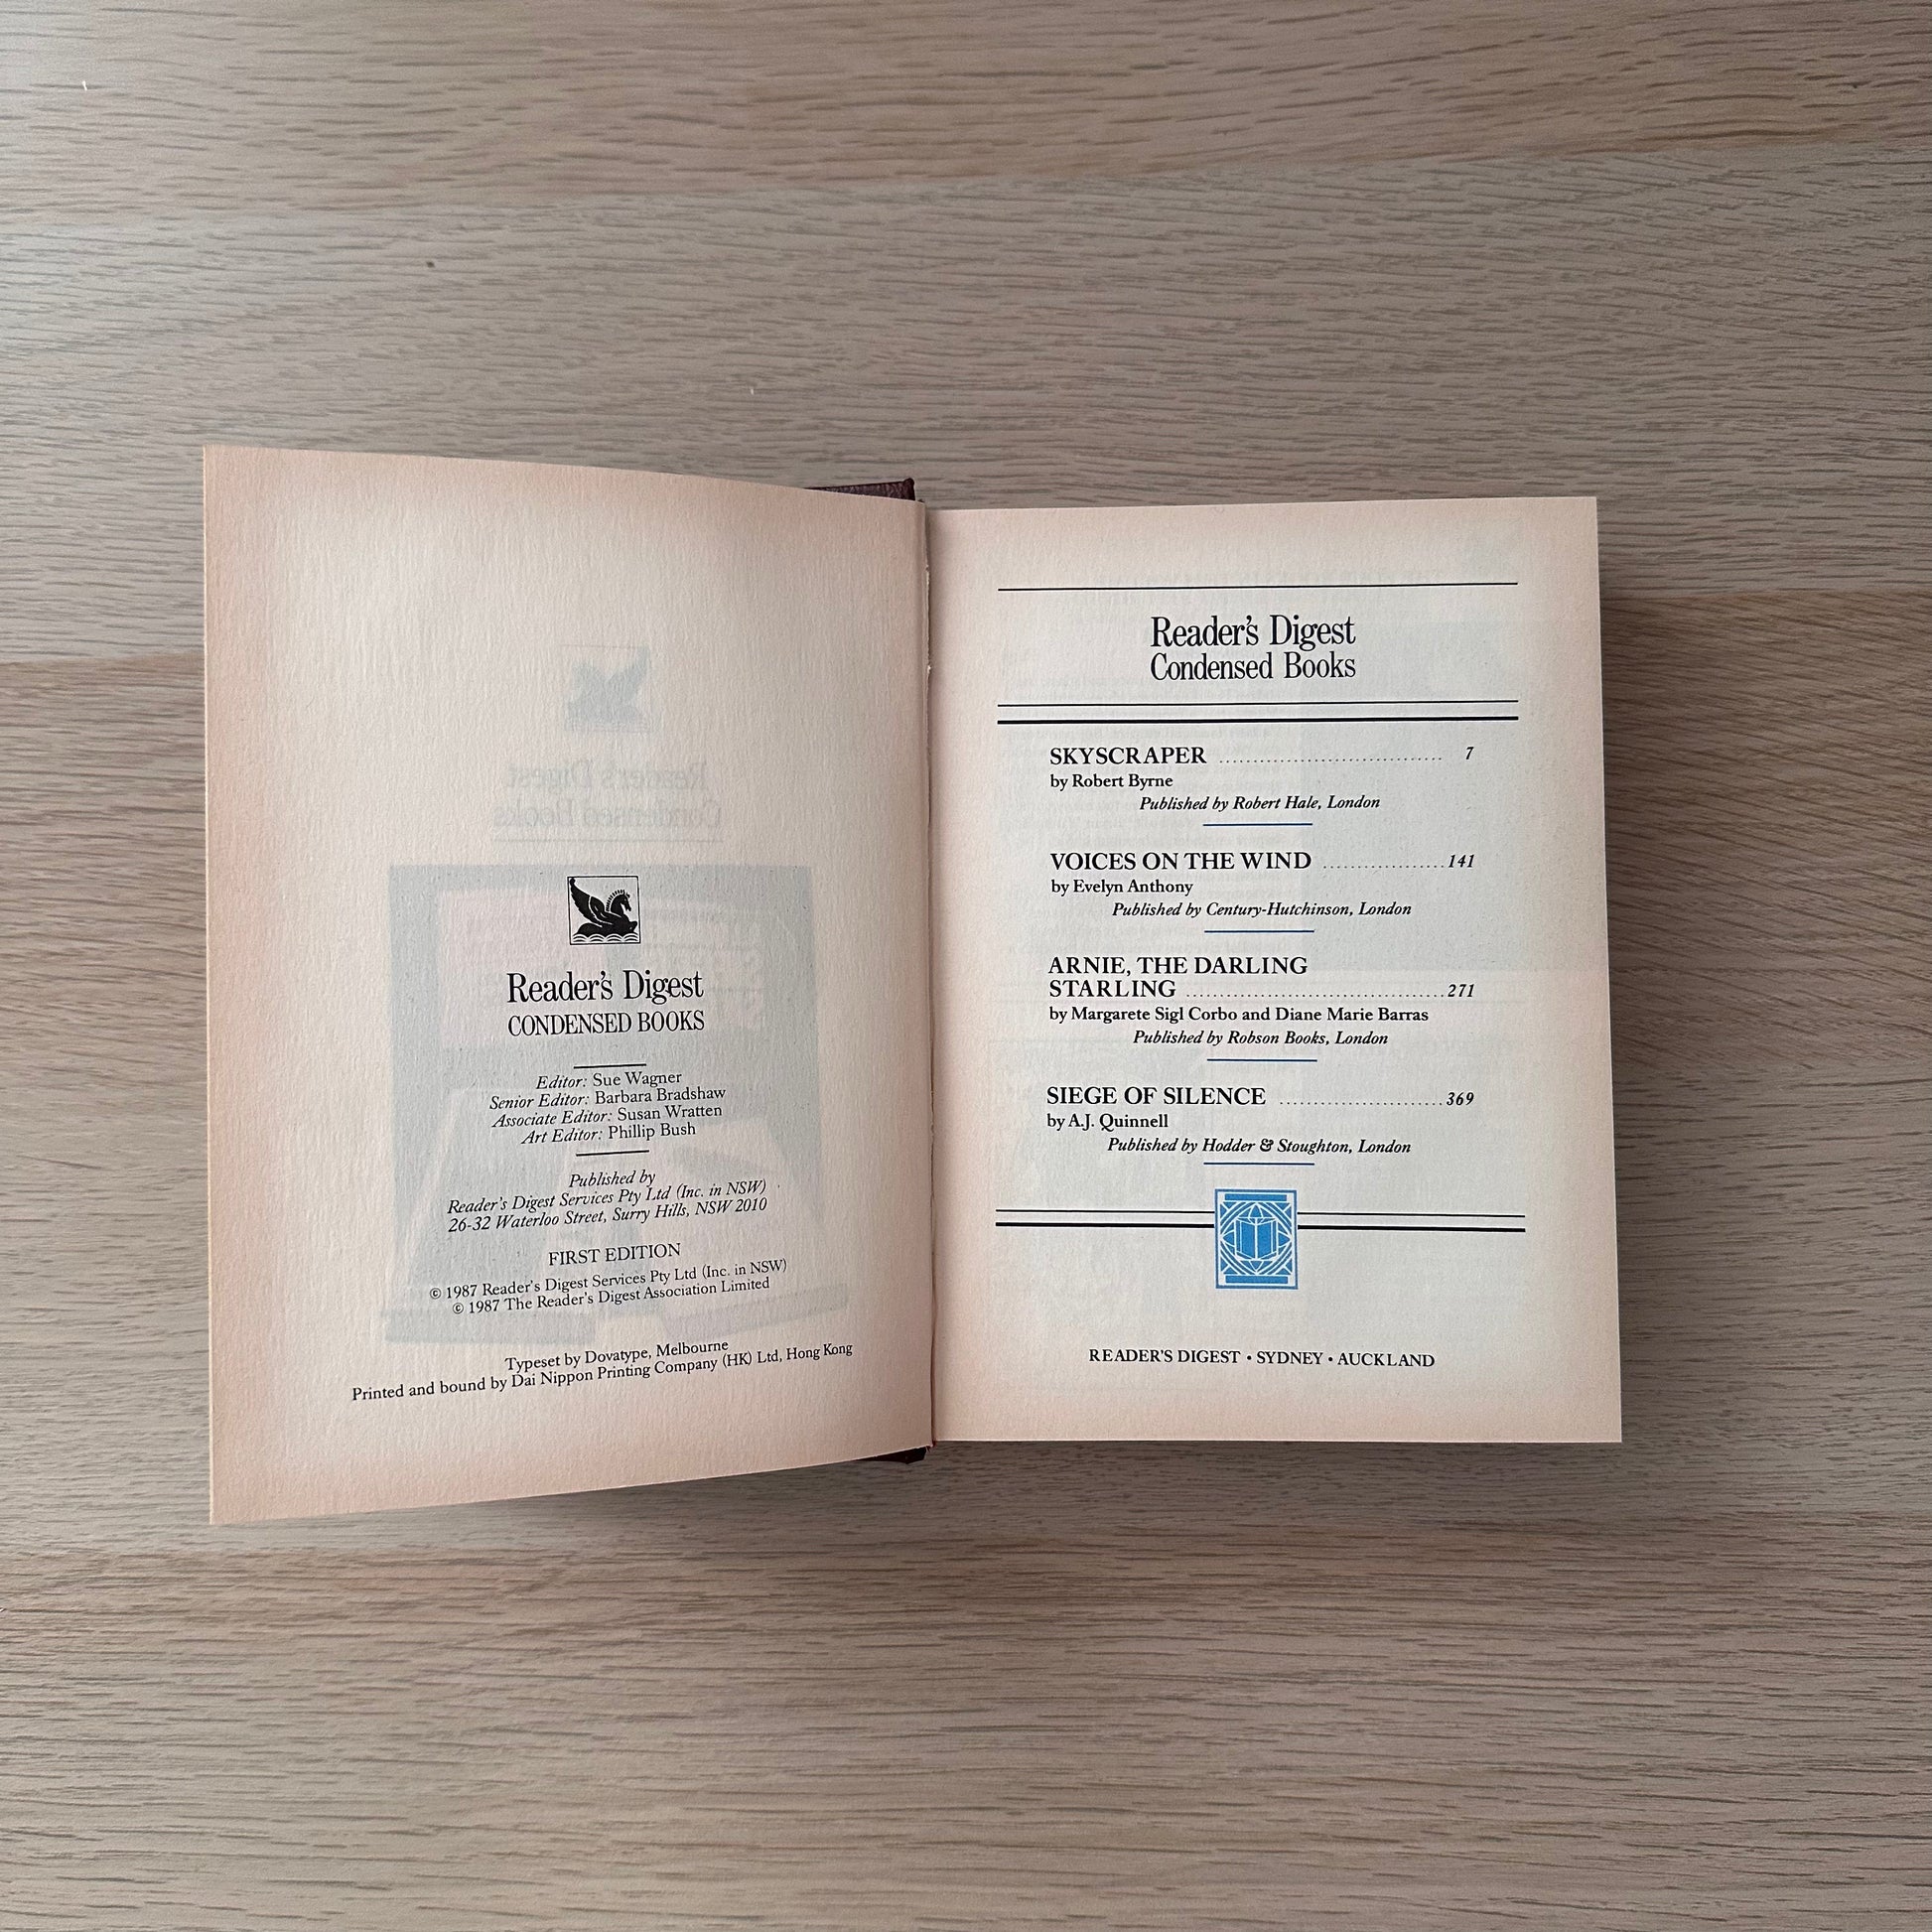 Reader's Digest
CONDENSED BOOKS
Editor: Sue Wagner
Senior Editor: Barbara Bradshaw
Associate Editor: Susan Wratten
Art Editor: Phillip Bush
Published by
Reader's Digest Services Pty Ltd (Inc. in NSW)
26-32 Waterloo Street, Surry Hills, NSW 2010
FIRST EDITION
© 1987 Reader's Digest Services Pty Ltd (Inc. in NSW)
© 1987 The Reader's Digest Association Limited
Typeset by Dovatype, Melbourne
Printed and bound by Dai Nippon Printing Company (HK) Ltd, Hong Kong
Reader's Digest
Condensed Books
SKYSCRAPER ................................. 7
by Robert Byrne
Published by Robert Hale, London
VOICES ON THE WIND ..................141
by Evelyn Anthony
Published by Century-Hutchinson, London
ARNIE, THE DARLING
STARLING ......................................271
by Margarete Sigl Corbo and Diane Marie Barras
Published by Robson Books, London
SIEGE OF SILENCE ........................369
by A.J. Quinnell
Published by Hodder & Stoughton, London
READER'S DIGEST • SYDNEY • AUCKLAND